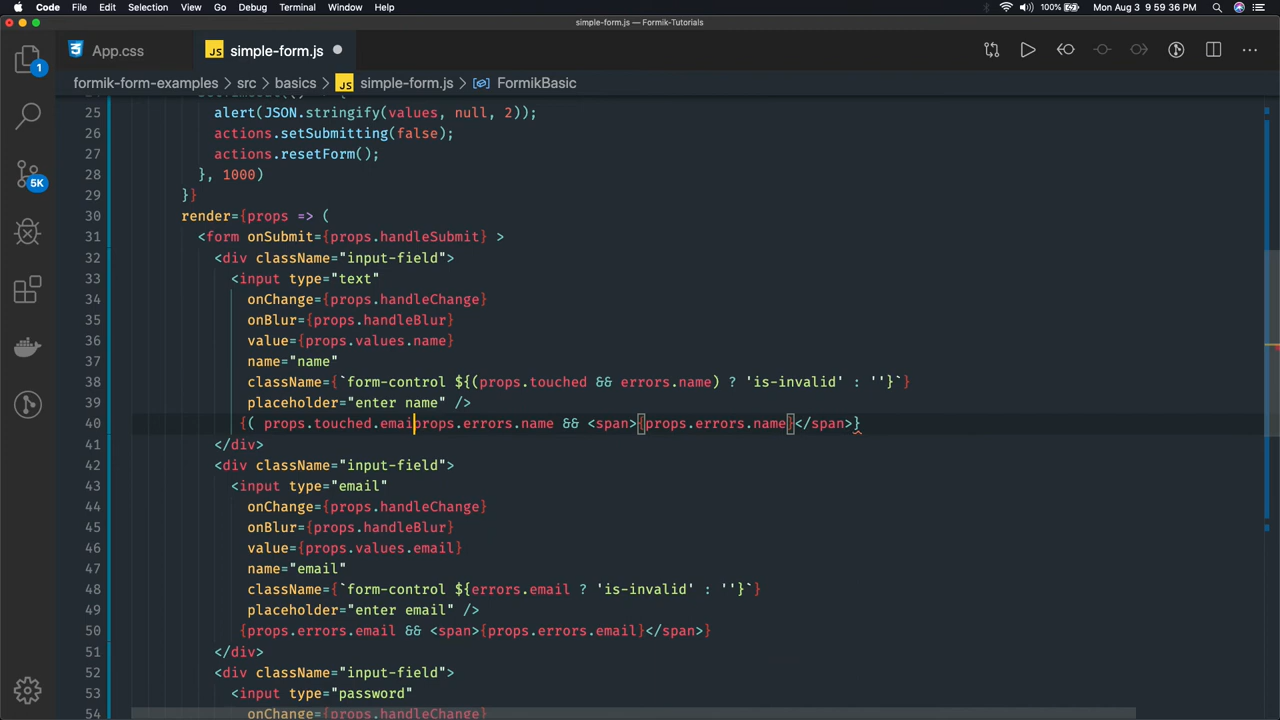 Code File Edit Selection View Go Debug Terminal Window Help 100% Mon Aug 3 9:59:36 PM
simple-form.js — Formik-Tutorials
App.css JS simple-form.js
formik-form-examples › src › basics › JS simple-form.js › FormikBasic
1
5K
25 alert(JSON.stringify(values, null, 2));
26 actions.setSubmitting(false);
27 actions.resetForm();
28 }, 1000)
29 }}
30 render={props => (
31 <form onSubmit={props.handleSubmit} >
32 <div className="input-field">
33 <input type="text"
34 onChange={props.handleChange}
35 onBlur={props.handleBlur}
36 value={props.values.name}
37 name="name"
38 className={`form-control ${(props.touched && errors.name) ? 'is-invalid' : ''}`}
39 placeholder="enter name" />
40 {( props.touched.emaiprops.errors.name && <span>{props.errors.name}</span>}
41 </div>
42 <div className="input-field">
43 <input type="email"
44 onChange={props.handleChange}
45 onBlur={props.handleBlur}
46 value={props.values.email}
47 name="email"
48 className={`form-control ${errors.email ? 'is-invalid' : ''}`}
49 placeholder="enter email" />
50 {props.errors.email && <span>{props.errors.email}</span>}
51 </div>
52 <div className="input-field">
53 <input type="password"
54 onChange={props.handleChange}